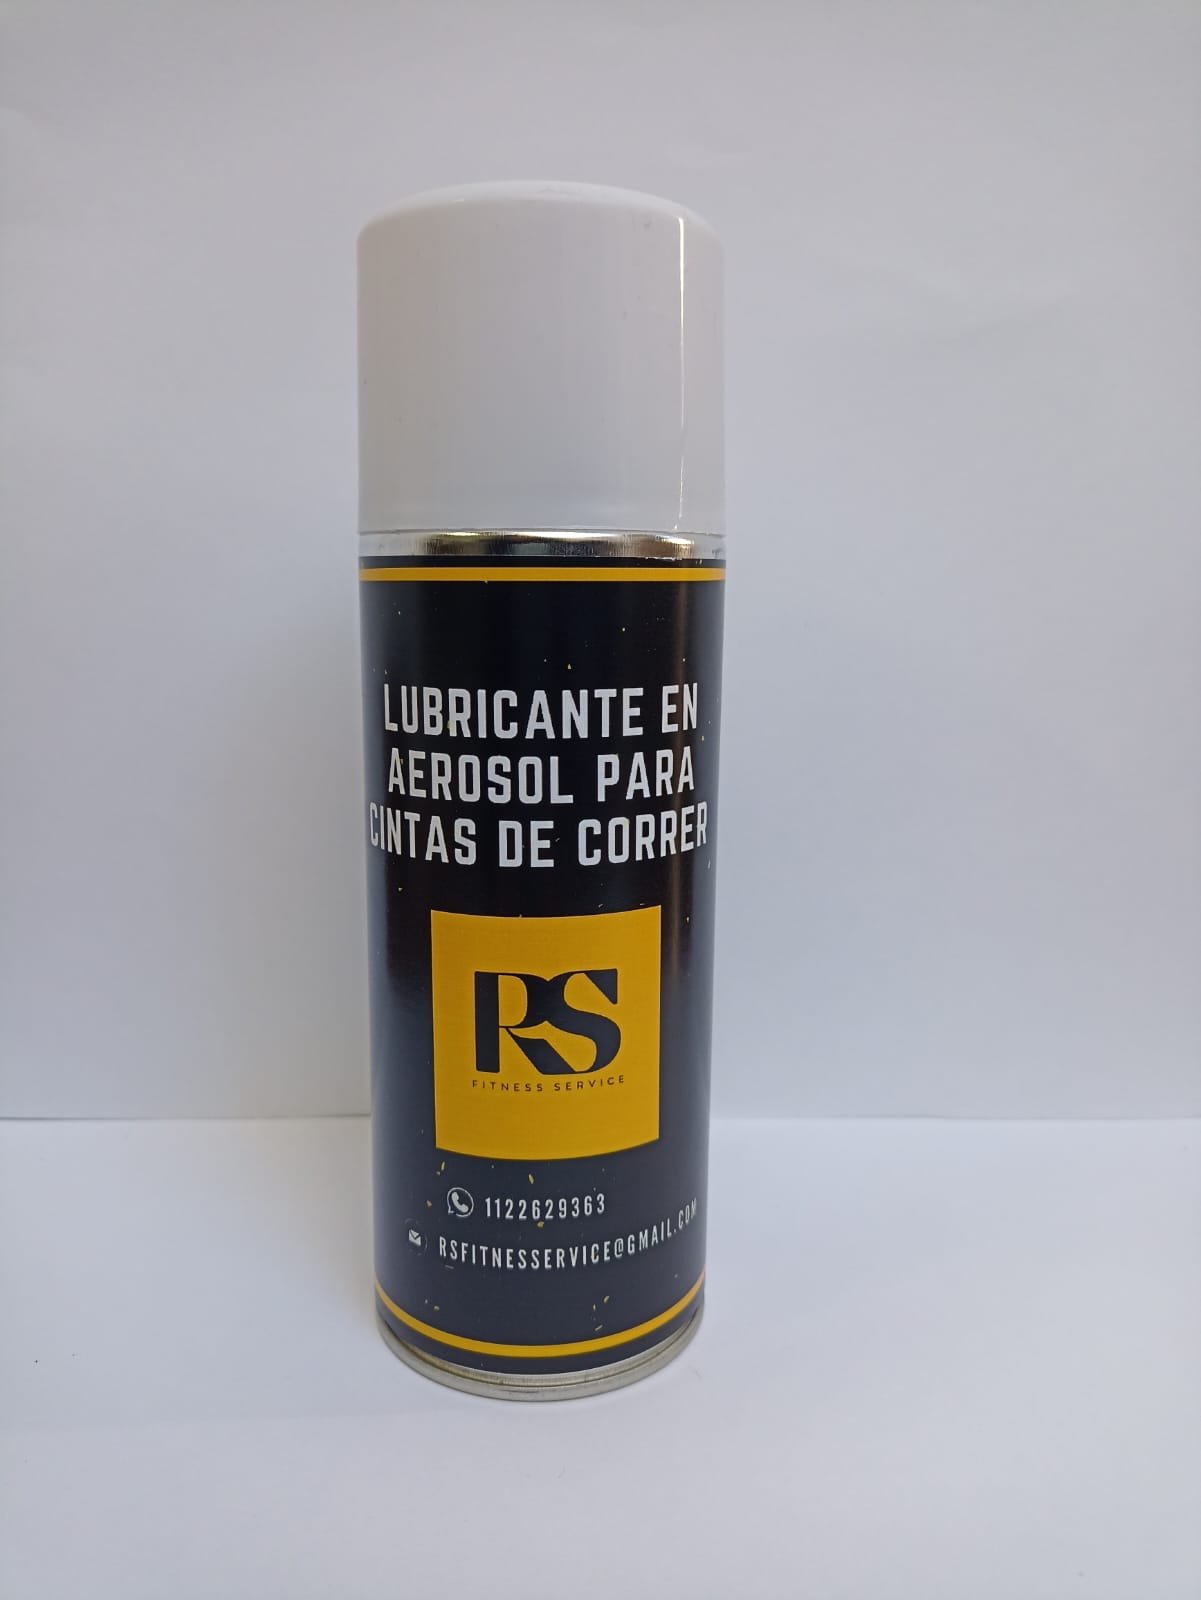 LUBRICANTE EN
AEROSOL PARA
CINTAS DE CORRER
RS
FITNESS SERVICE
1122629363
RSFITNESSERVICE@GMAIL.COM